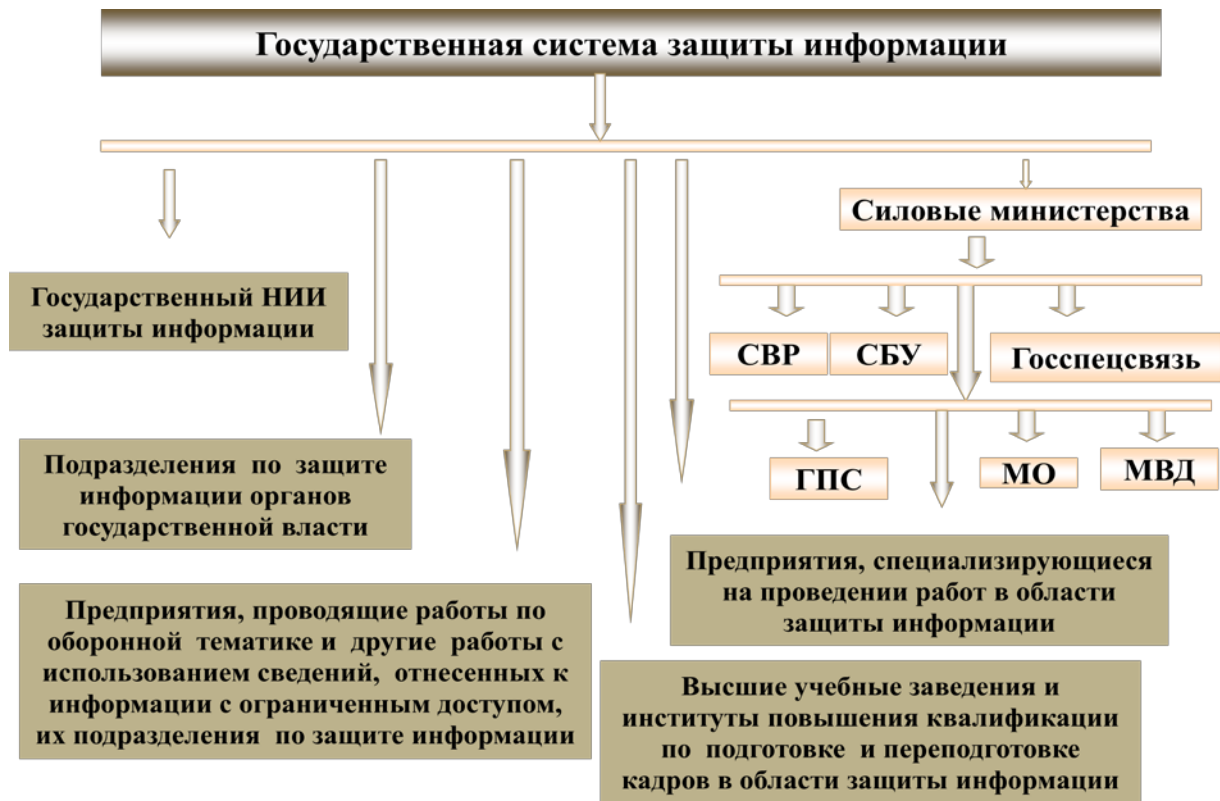 Государственная система защиты информации
Силовые министерства
Государственный НИИ
защиты информации
СВР
СБУ
Госспецсвязь
ГПС
МО
МВД
Подразделения по защите
информации органов
государственной власти
Предприятия, специализирующиеся
на проведении работ в области
защиты информации
Предприятия, проводящие работы по
оборонной тематике и другие работы с
использованием сведений, отнесенных к
информации с ограниченным доступом,
их подразделения по защите информации
Высшие учебные заведения и
институты повышения квалификации
по подготовке и переподготовке
кадров в области защиты информации